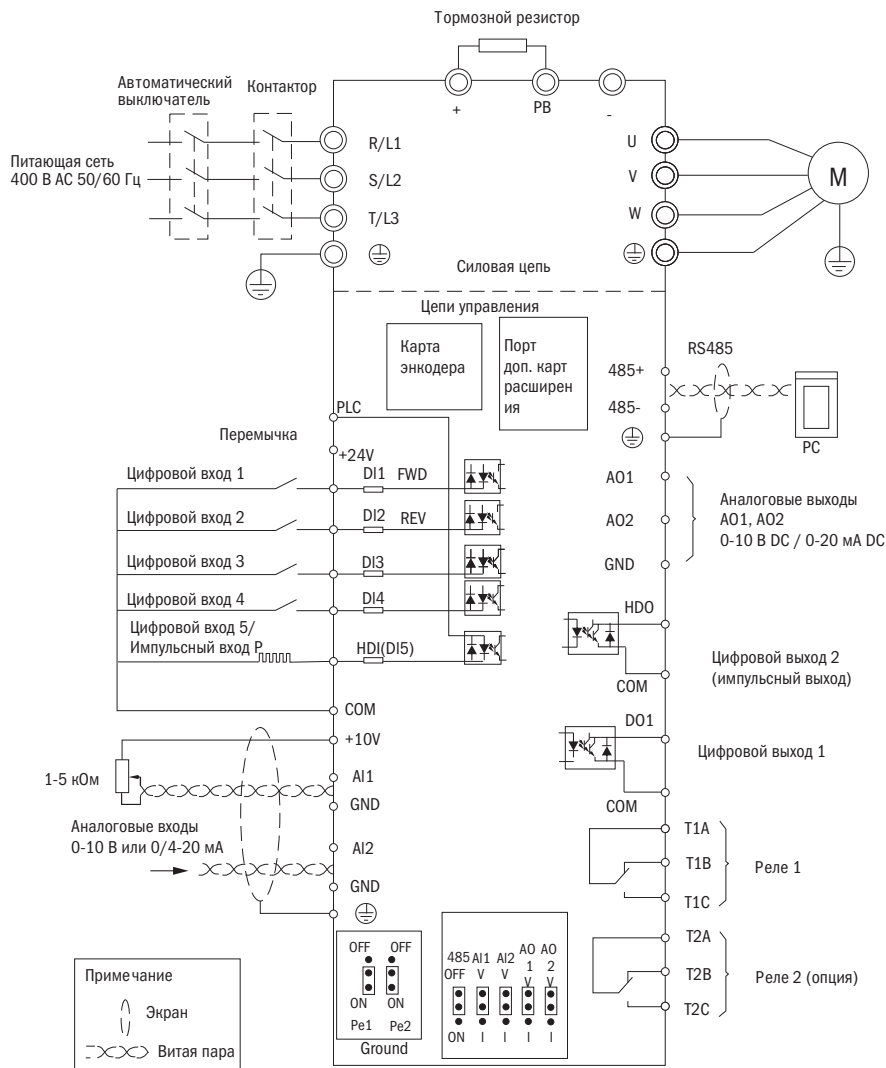 Тормозной резистор
Автоматический
выключатель
Контактор
+
PB
-
R/L1
U
Питающая сеть
400 В AC 50/60 Гц
S/L2
V
M
T/L3
W
Силовая цепь
Цепи управления
Карта
энкодера
Порт
доп. карт
расширен
ия
RS485
485+
485-
PC
PLC
Перемычка
+24V
Цифровой вход 1
DI1
FWD
AO1
Цифровой вход 2
DI2
REV
AO2
Аналоговые выходы
AO1, AO2
0-10 В DC / 0-20 мА DC
Цифровой вход 3
DI3
GND
Цифровой вход 4
DI4
HDO
Цифровой вход 5/
Импульсный вход P
HDI(DI5)
COM
Цифровой выход 2
(импульсный выход)
COM
+10V
DO1
Цифровой выход 1
1-5 кОм
AI1
GND
COM
Аналоговые входы
0-10 В или 0/4-20 мА
AI2
GND
T1A
T1B
Реле 1
T1C
T2A
T2B
Реле 2 (опция)
T2C
OFF OFF
ON ON
Pe1 Pe2
Ground
485 AI1 AI2 AO AO
OFF V V 1 2
V V
ON I I I I
Примечание
Экран
Витая пара